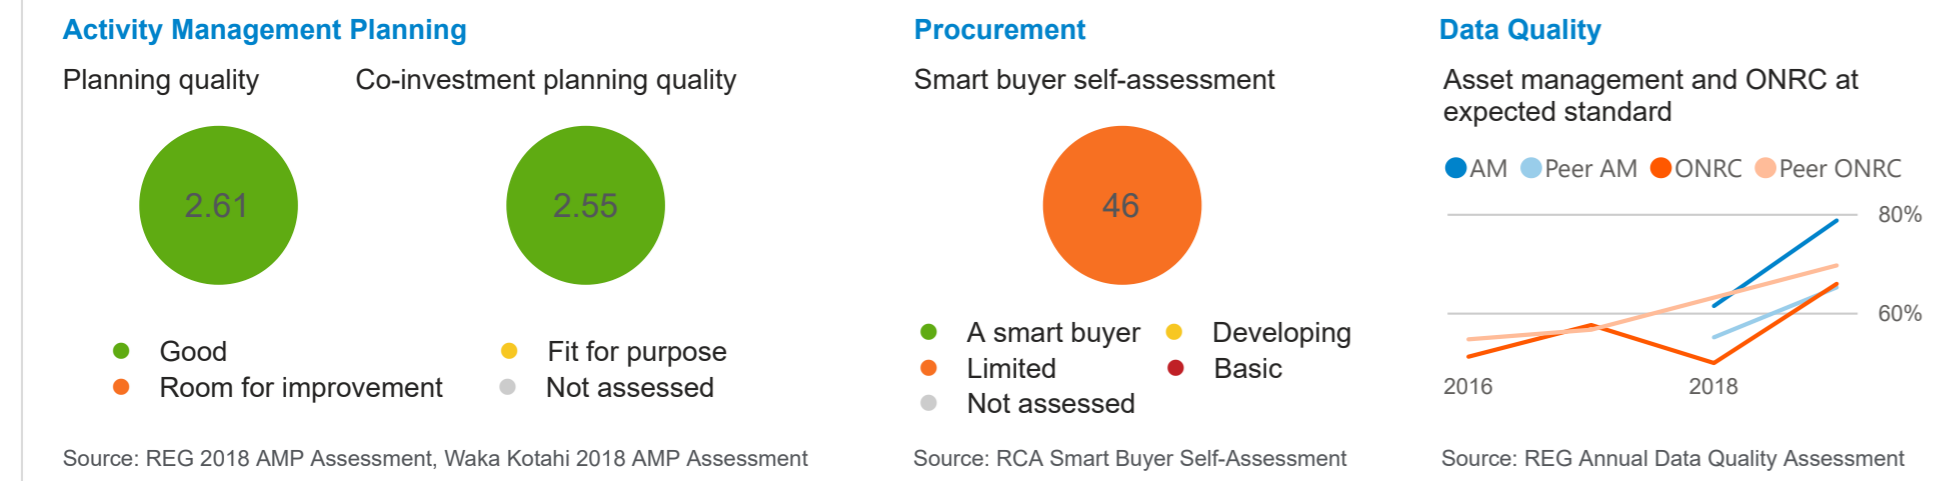 Activity Management Planning
Planning quality
Co-investment planning quality
2.61
2.55
Good
Fit for purpose
Room for improvement
Not assessed
Source: REG 2018 AMP Assessment, Waka Kotahi 2018 AMP Assessment
Procurement
Smart buyer self-assessment
46
A smart buyer
Developing
Limited
Basic
Not assessed
Source: RCA Smart Buyer Self-Assessment
Data Quality
Asset management and ONRC at
expected standard
AM Peer AM ONRC Peer ONRC
80%
60%
2016 2018
Source: REG Annual Data Quality Assessment